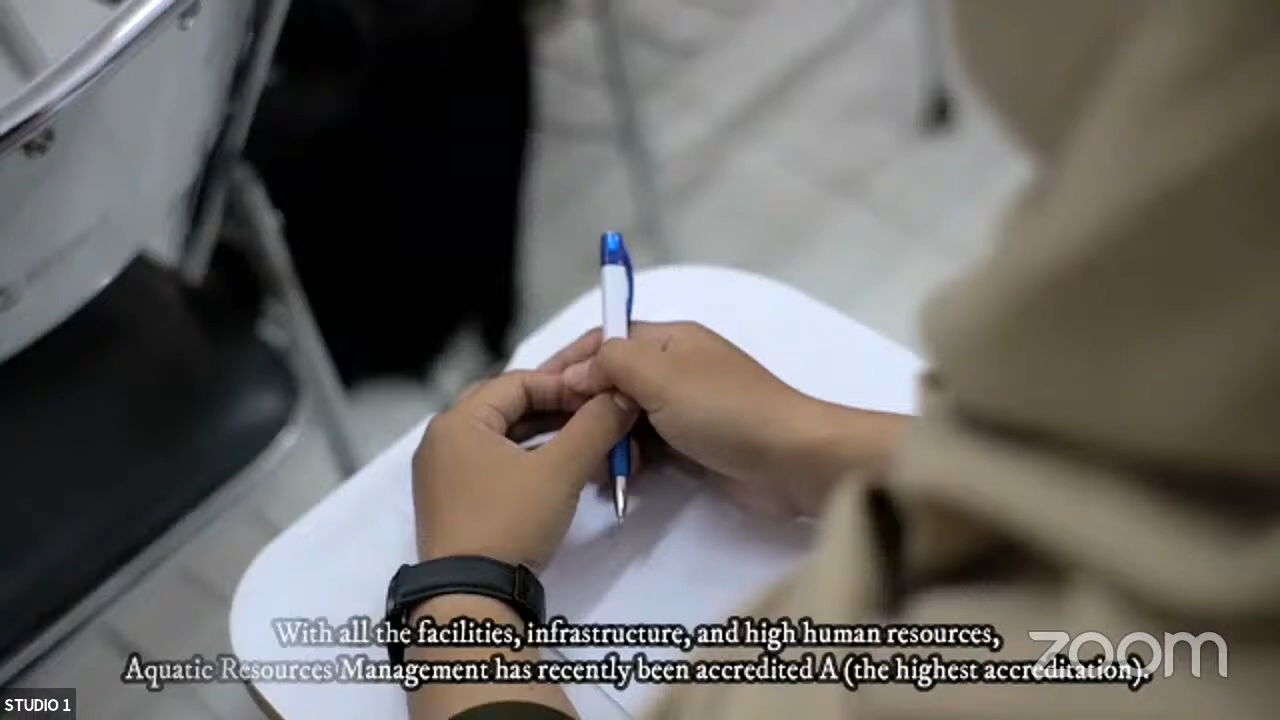 With all the facilities, infrastructure, and high human resources,
Aquatic Resources Management has recently been accredited A (the highest accreditation).
zoom
STUDIO 1